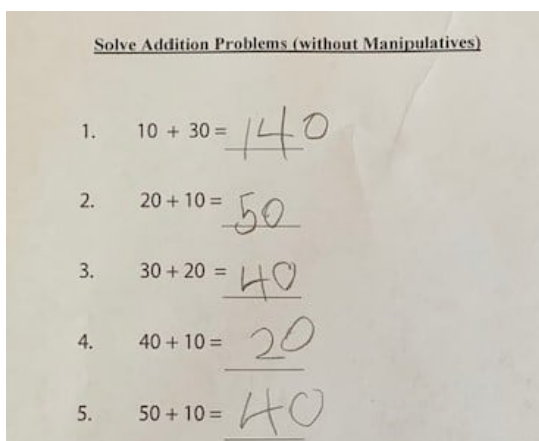 Solve Addition Problems (without Manipulatives)
1. 10 + 30 = 140
2. 20 + 10 = 50
3. 30 + 20 = 40
4. 40 + 10 = 20
5. 50 + 10 = 40